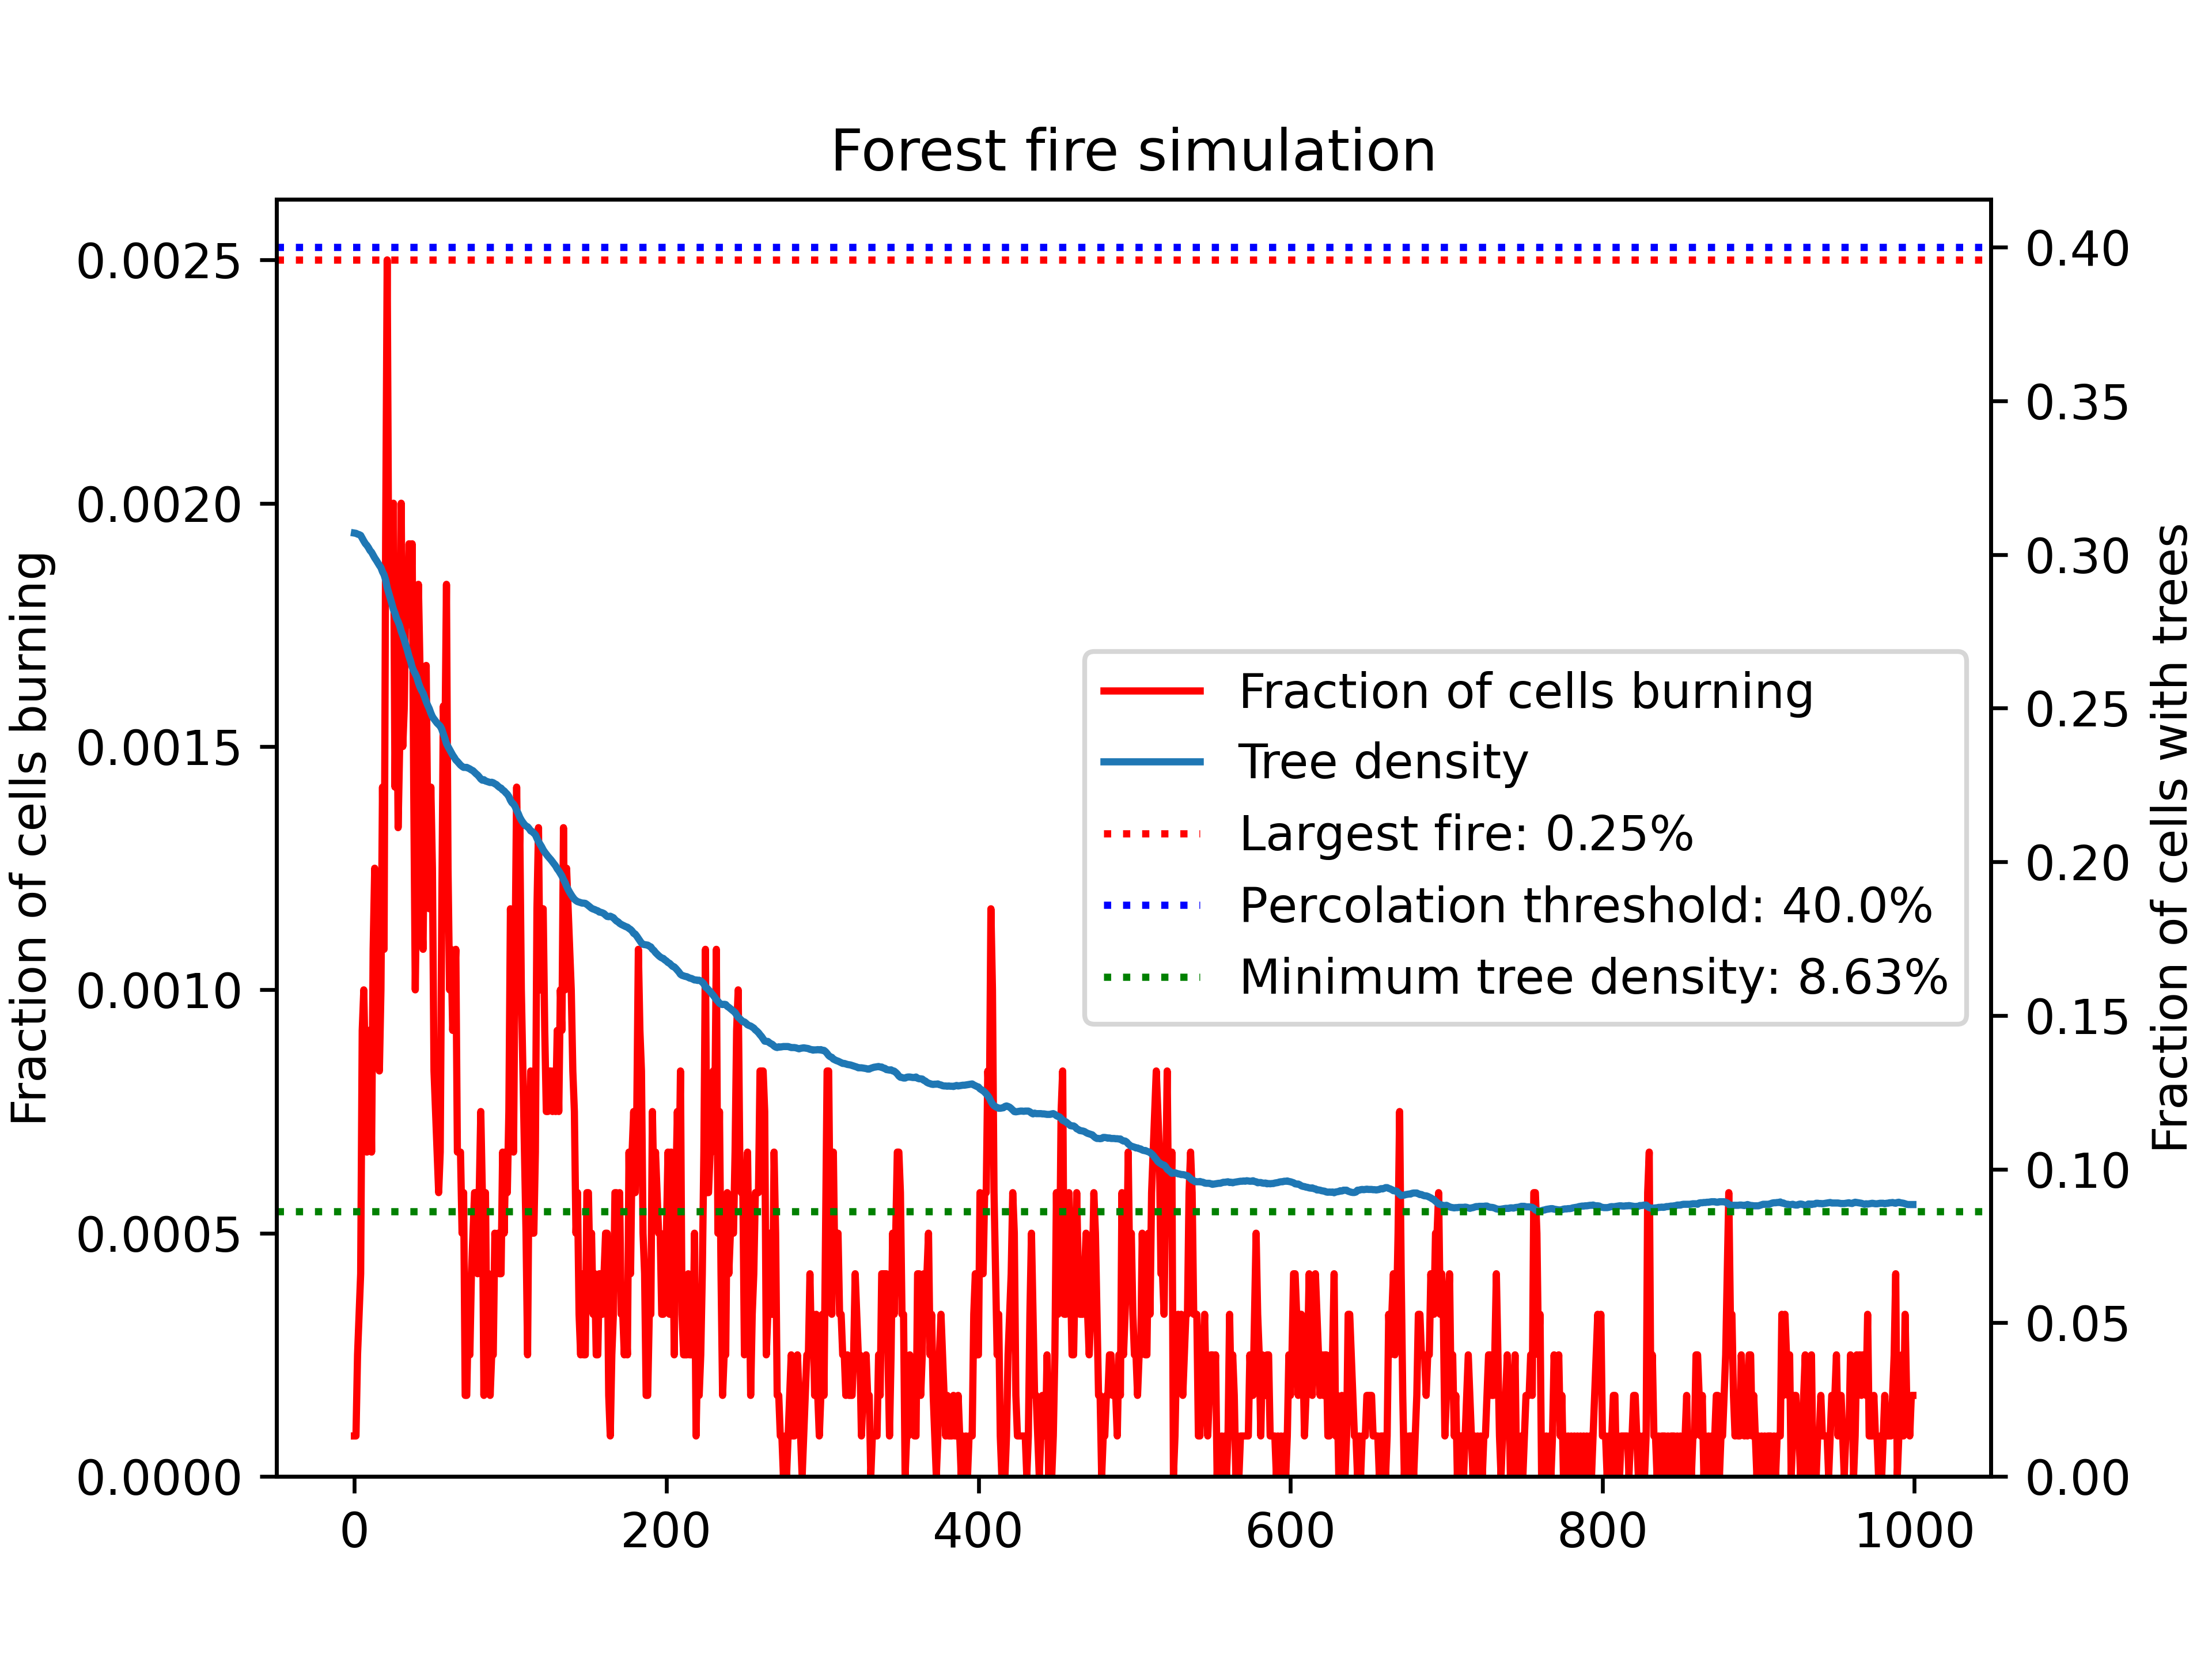 Forest fire simulation
0.0025
0.0020
0.0015
0.0010
0.0005
0.0000
Fraction of cells burning
0.40
0.35
0.30
0.25
0.20
0.15
0.10
0.05
0.00
Fraction of cells with trees
Fraction of cells burning
Tree density
Largest fire: 0.25%
Percolation threshold: 40.0%
Minimum tree density: 8.63%
0 200 400 600 800 1000